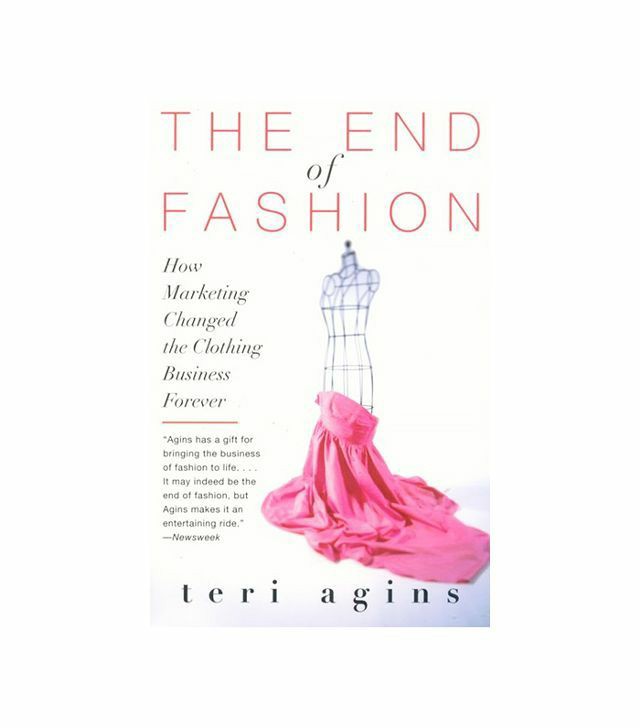 THE END
of
FASHION
How
Marketing
Changed
the Clothing
Business
Forever
"Agins has a gift for
bringing the business
of fashion to life. . . .
It may indeed be the
end of fashion, but
Agins makes it an
entertaining ride."
—Newsweek
teri agins